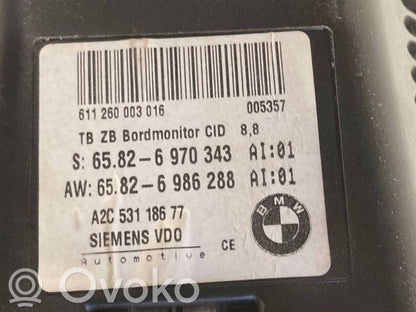 611 260 003 016 005357
TB ZB Bordmonitor CID 8,8
S: 65.82-6 970 343 AI:01
AW: 65.82-6 986 288 AI:01
A2C 531 186 77
SIEMENS VDO CE
Automotive
BMW
OVOKO